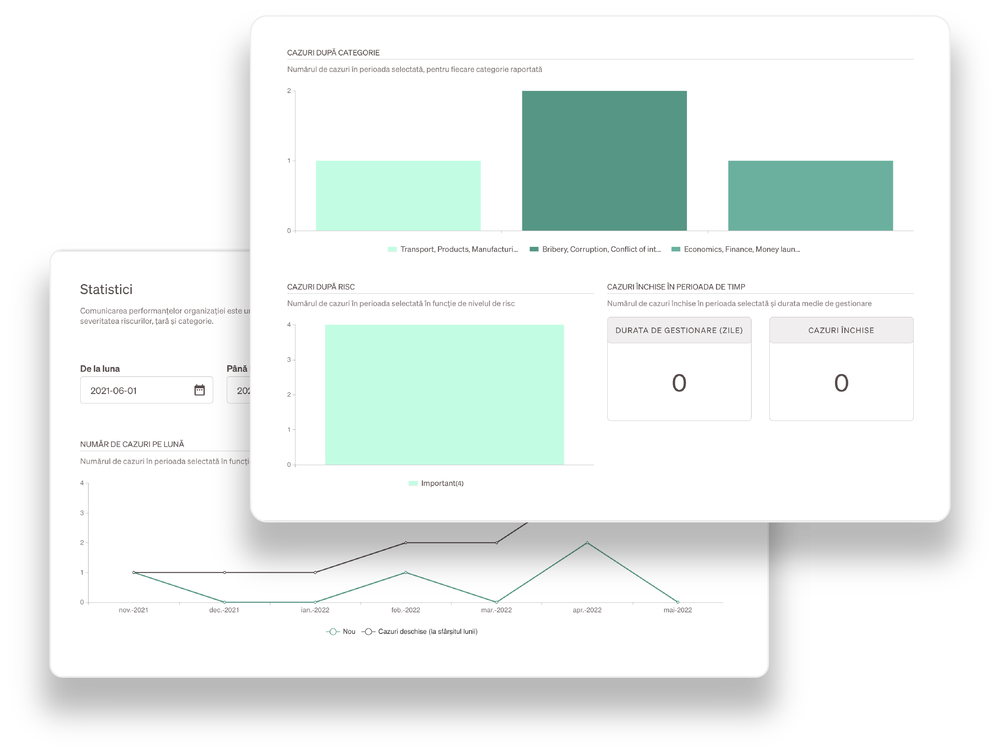 CAZURI DUPĂ CATEGORIE
Numărul de cazuri în perioada selectată, pentru fiecare categorie raportată
2
1
0
Transport, Products, Manufacturi... Bribery, Corruption, Conflict of int... Economics, Finance, Money laun...
CAZURI DUPĂ RISC
Numărul de cazuri în perioada selectată în funcție de nivelul de risc
4
3
2
1
0
Important(4)
CAZURI ÎNCHISE ÎN PERIOADA DE TIMP
Numărul de cazuri închise în perioada selectată și durata medie de gestionare
DURATA DE GESTIONARE (ZILE)
0
CAZURI ÎNCHISE
0
Statistici
Comunicarea performanțelor organizației este
severitatea riscurilor, țară și categorie.
De la luna
2021-06-01
Până
NUMĂR DE CAZURI PE LUNĂ
Numărul de cazuri în perioada selectată în
4
3
2
1
0
nov.-2021 dec.-2021 ian.-2022 feb.-2022 mar.-2022 apr.-2022 mai-2022
Nou Cazuri deschise (la sfârșitul lunii)